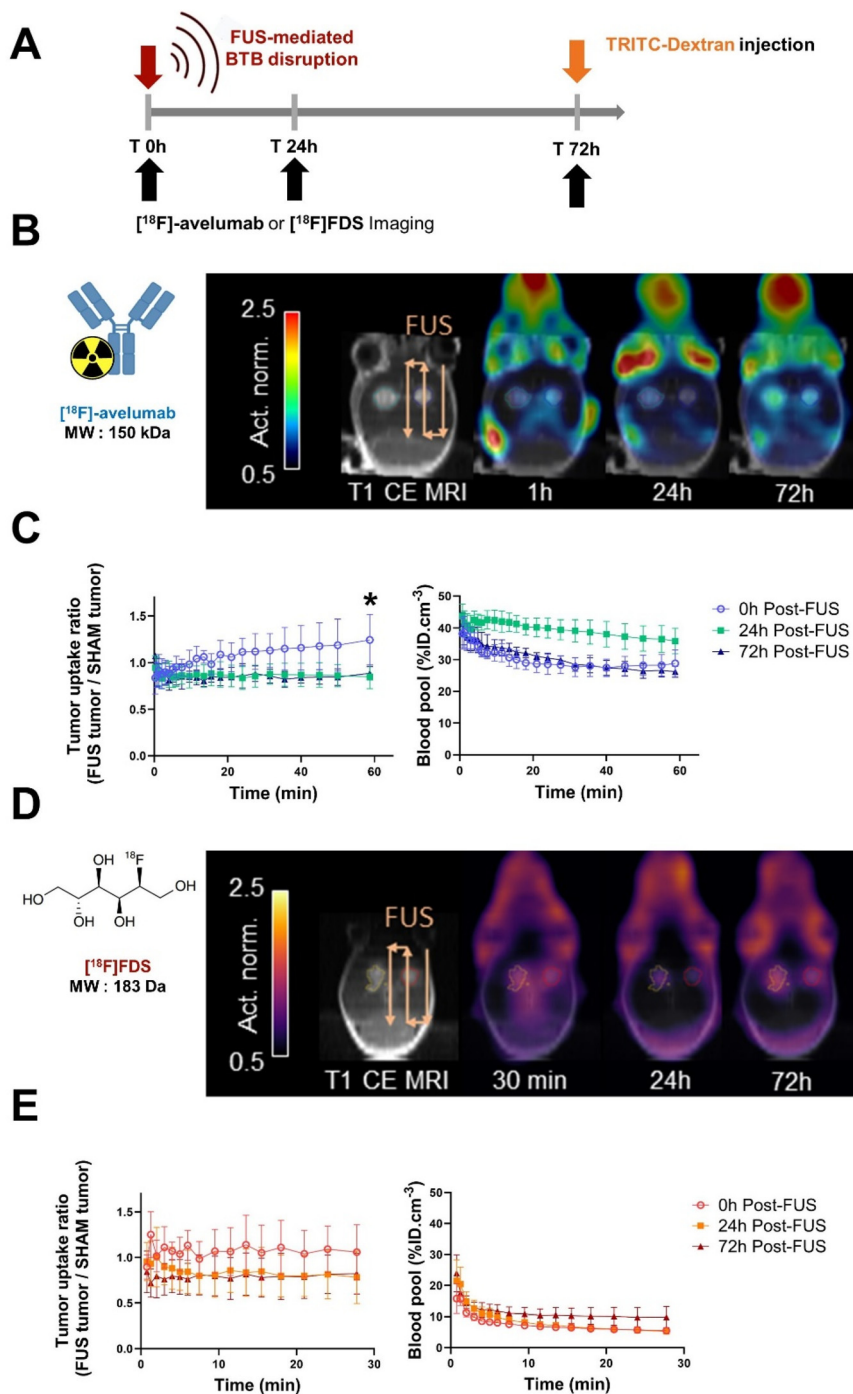 A
FUS-mediated
BTB disruption
TRITC-Dextran injection
T 0h
T 24h
T 72h
[¹⁸F]-avelumab or [¹⁸F]FDS Imaging
B
[¹⁸F]-avelumab
MW : 150 kDa
2.5
Act. norm.
0.5
FUS
T1 CE MRI
1h
24h
72h
C
Tumor uptake ratio
(FUS tumor / SHAM tumor)
1.5
1.0
0.5
0.0
*
0
20
40
60
Time (min)
Blood pool (%ID.cm⁻³)
50
40
30
20
10
0
0
20
40
60
Time (min)
0h Post-FUS
24h Post-FUS
72h Post-FUS
D
OH
¹⁸F
HO
OH
OH
OH
OH
[¹⁸F]FDS
MW : 183 Da
2.5
Act. norm.
0.5
FUS
T1 CE MRI
30 min
24h
72h
E
Tumor uptake ratio
(FUS tumor / SHAM tumor)
1.5
1.0
0.5
0.0
0
10
20
30
Time (min)
Blood pool (%ID.cm⁻³)
50
40
30
20
10
0
0
10
20
30
Time (min)
0h Post-FUS
24h Post-FUS
72h Post-FUS